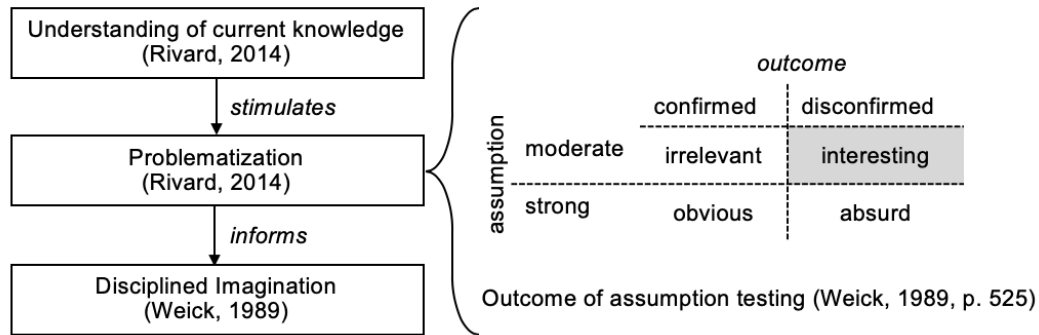 Understanding of current knowledge
(Rivard, 2014)
stimulates
Problematization
(Rivard, 2014)
informs
Disciplined Imagination
(Weick, 1989)
outcome
confirmed disconfirmed
assumption
moderate irrelevant interesting
strong obvious absurd
Outcome of assumption testing (Weick, 1989, p. 525)